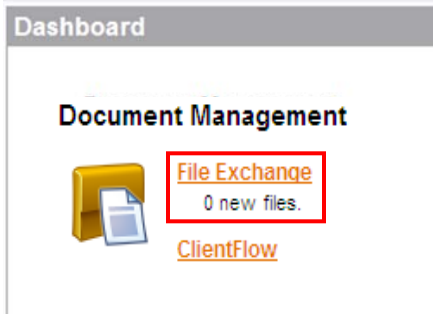 Dashboard
Document Management
File Exchange
0 new files.
ClientFlow